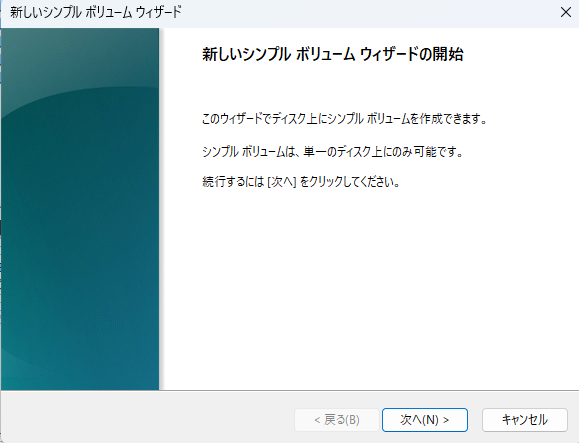 新しいシンプル ボリューム ウィザード
新しいシンプル ボリューム ウィザードの開始
このウィザードでディスク上にシンプル ボリュームを作成できます。
シンプル ボリュームは、単一のディスク上にのみ可能です。
続行するには [次へ] をクリックしてください。
< 戻る(B)
次へ(N) >
キャンセル